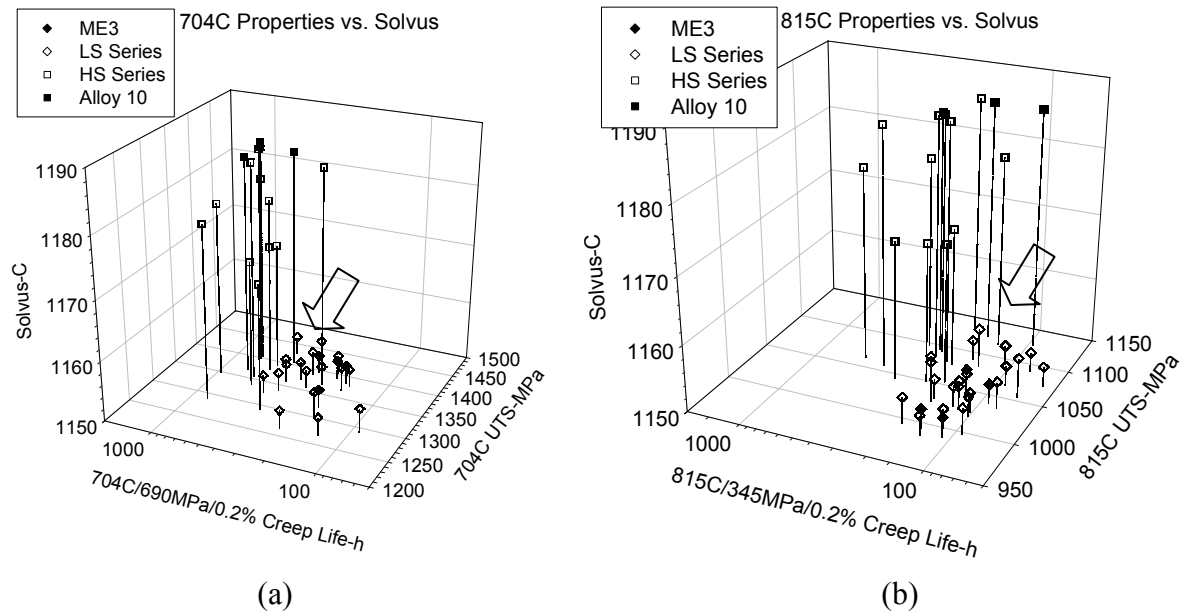 704C Properties vs. Solvus
ME3
LS Series
HS Series
Alloy 10
1190
1180
1170
1160
1150
Solvus-C
1000
100
704C/690MPa/0.2% Creep Life-h
1500
1450
1400
1350
1300
1250
1200
704C UTS-MPa
(a)
815C Properties vs. Solvus
ME3
LS Series
HS Series
Alloy 10
1190
1180
1170
1160
1150
Solvus-C
1000
100
815C/345MPa/0.2% Creep Life-h
1150
1100
1050
1000
950
815C UTS-MPa
(b)